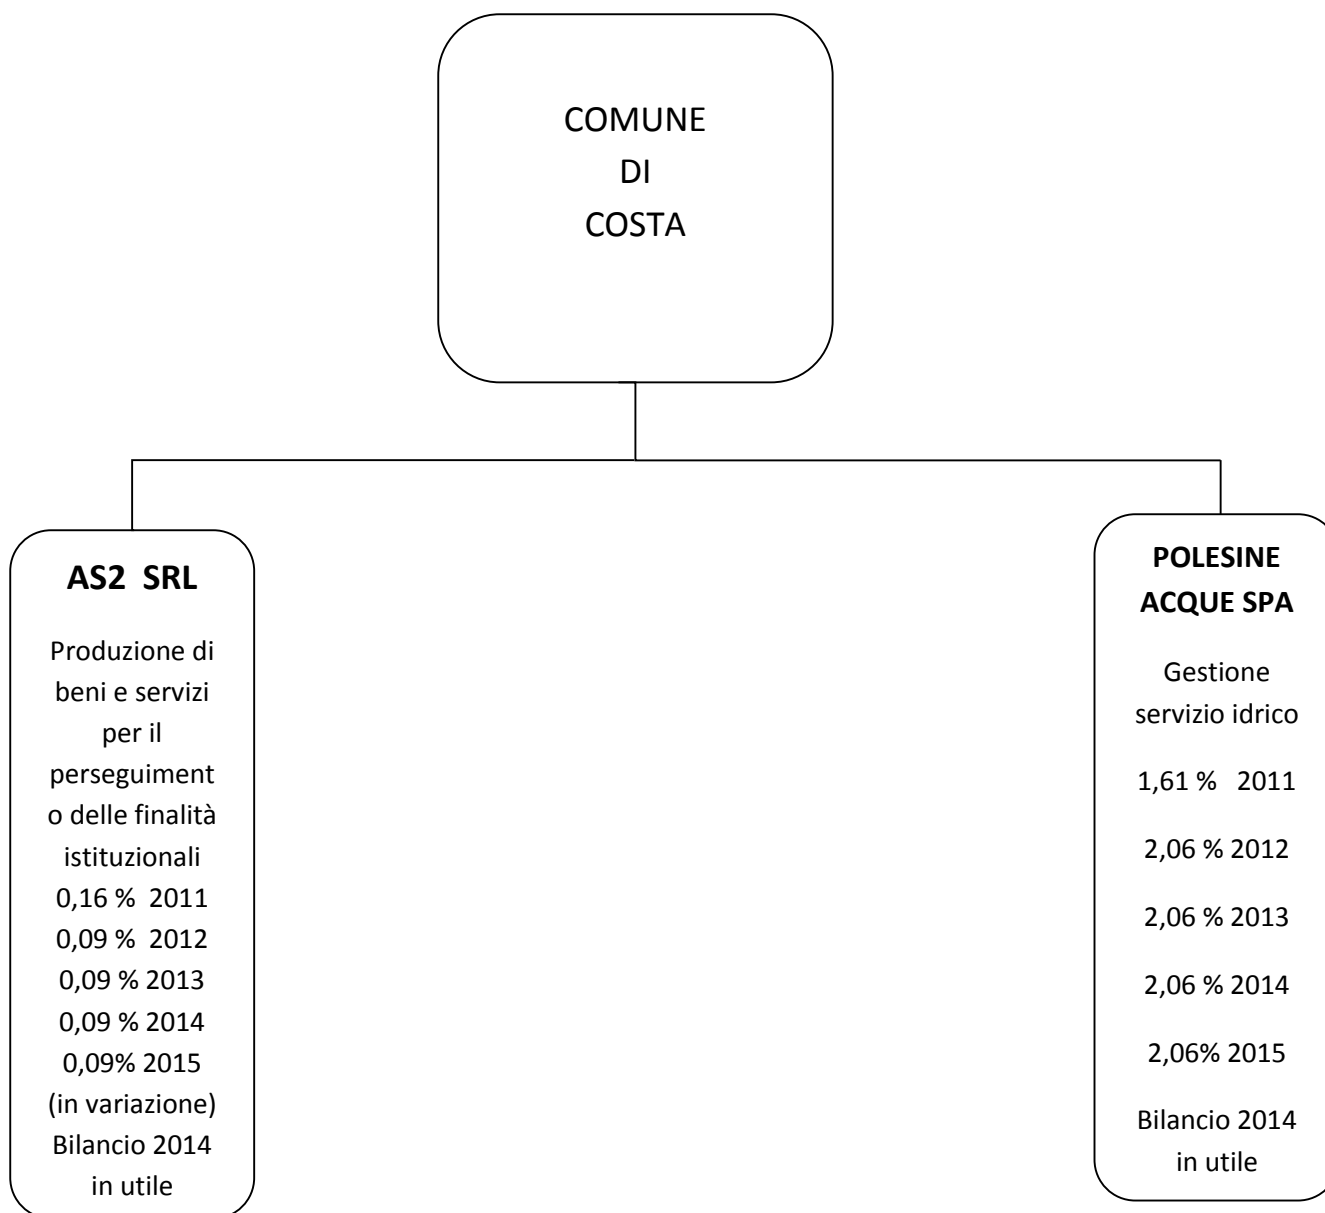 COMUNE
DI
COSTA
AS2 SRL
Produzione di
beni e servizi
per il
perseguiment
o delle finalità
istituzionali
0,16 % 2011
0,09 % 2012
0,09 % 2013
0,09 % 2014
0,09% 2015
(in variazione)
Bilancio 2014
in utile
POLESINE
ACQUE SPA
Gestione
servizio idrico
1,61 % 2011
2,06 % 2012
2,06 % 2013
2,06 % 2014
2,06% 2015
Bilancio 2014
in utile